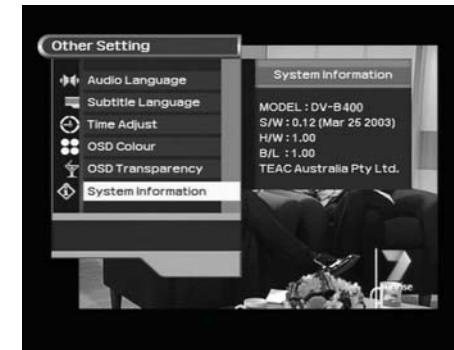 Other Setting
Audio Language
Subtitle Language
Time Adjust
OSD Colour
OSD Transparency
System Information
System Information
MODEL : DV-B400
S/W : 0.12 (Mar 25 2003)
H/W : 1.00
B/L : 1.00
TEAC Australia Pty Ltd.
7
Sunrise